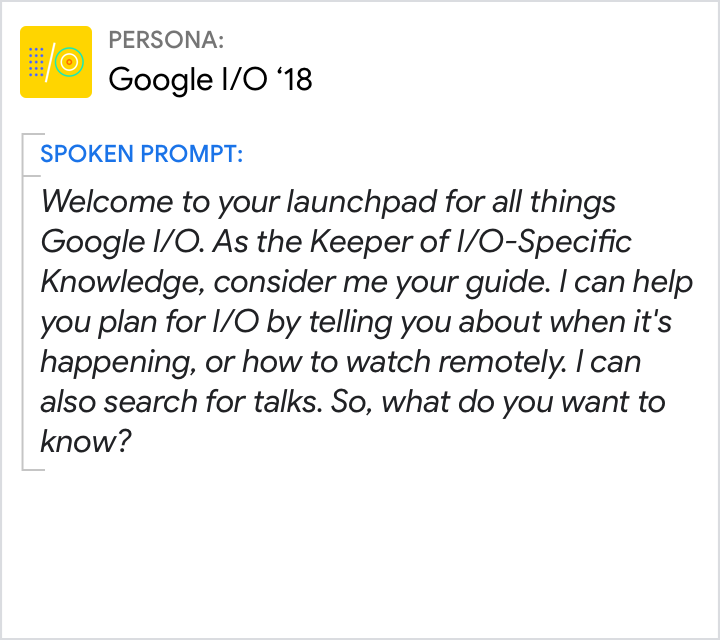 PERSONA:
Google I/O ‘18
SPOKEN PROMPT:
Welcome to your launchpad for all things
Google I/O. As the Keeper of I/O-Specific
Knowledge, consider me your guide. I can help
you plan for I/O by telling you about when it's
happening, or how to watch remotely. I can
also search for talks. So, what do you want to
know?